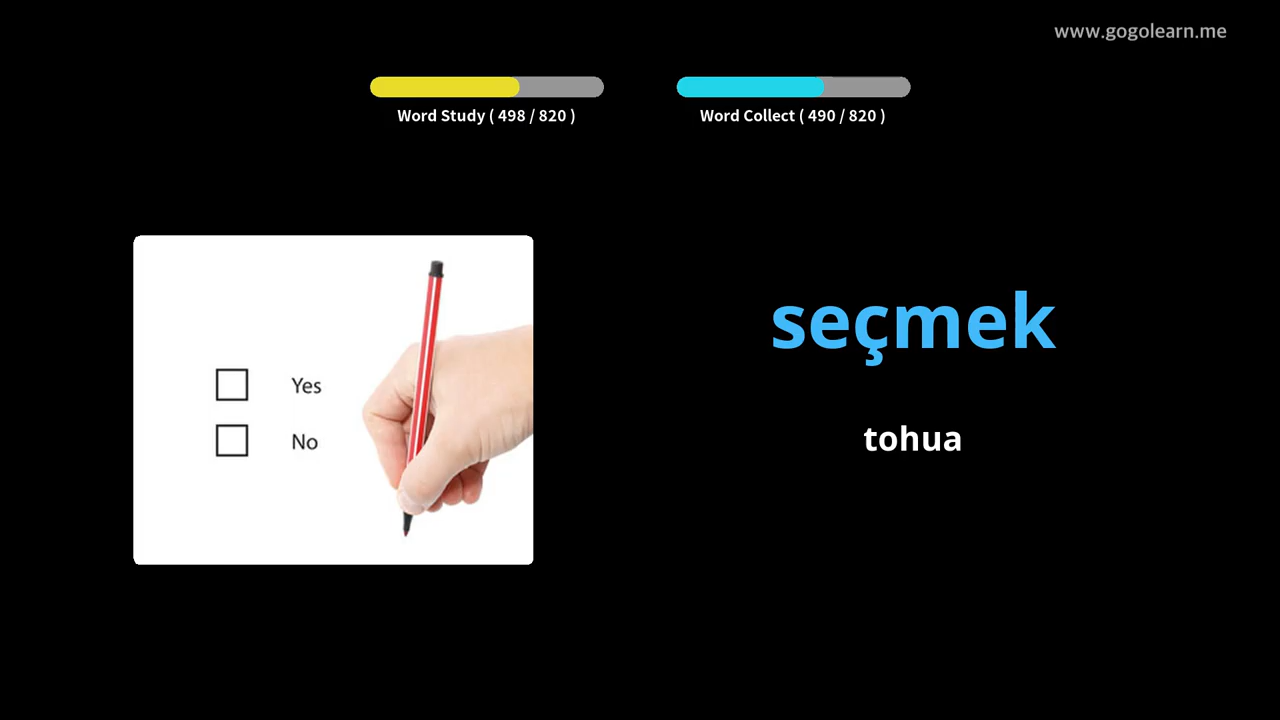 www.gogolearn.me
Word Study ( 498 / 820 )
Word Collect ( 490 / 820 )
Yes
No
seçmek
tohua